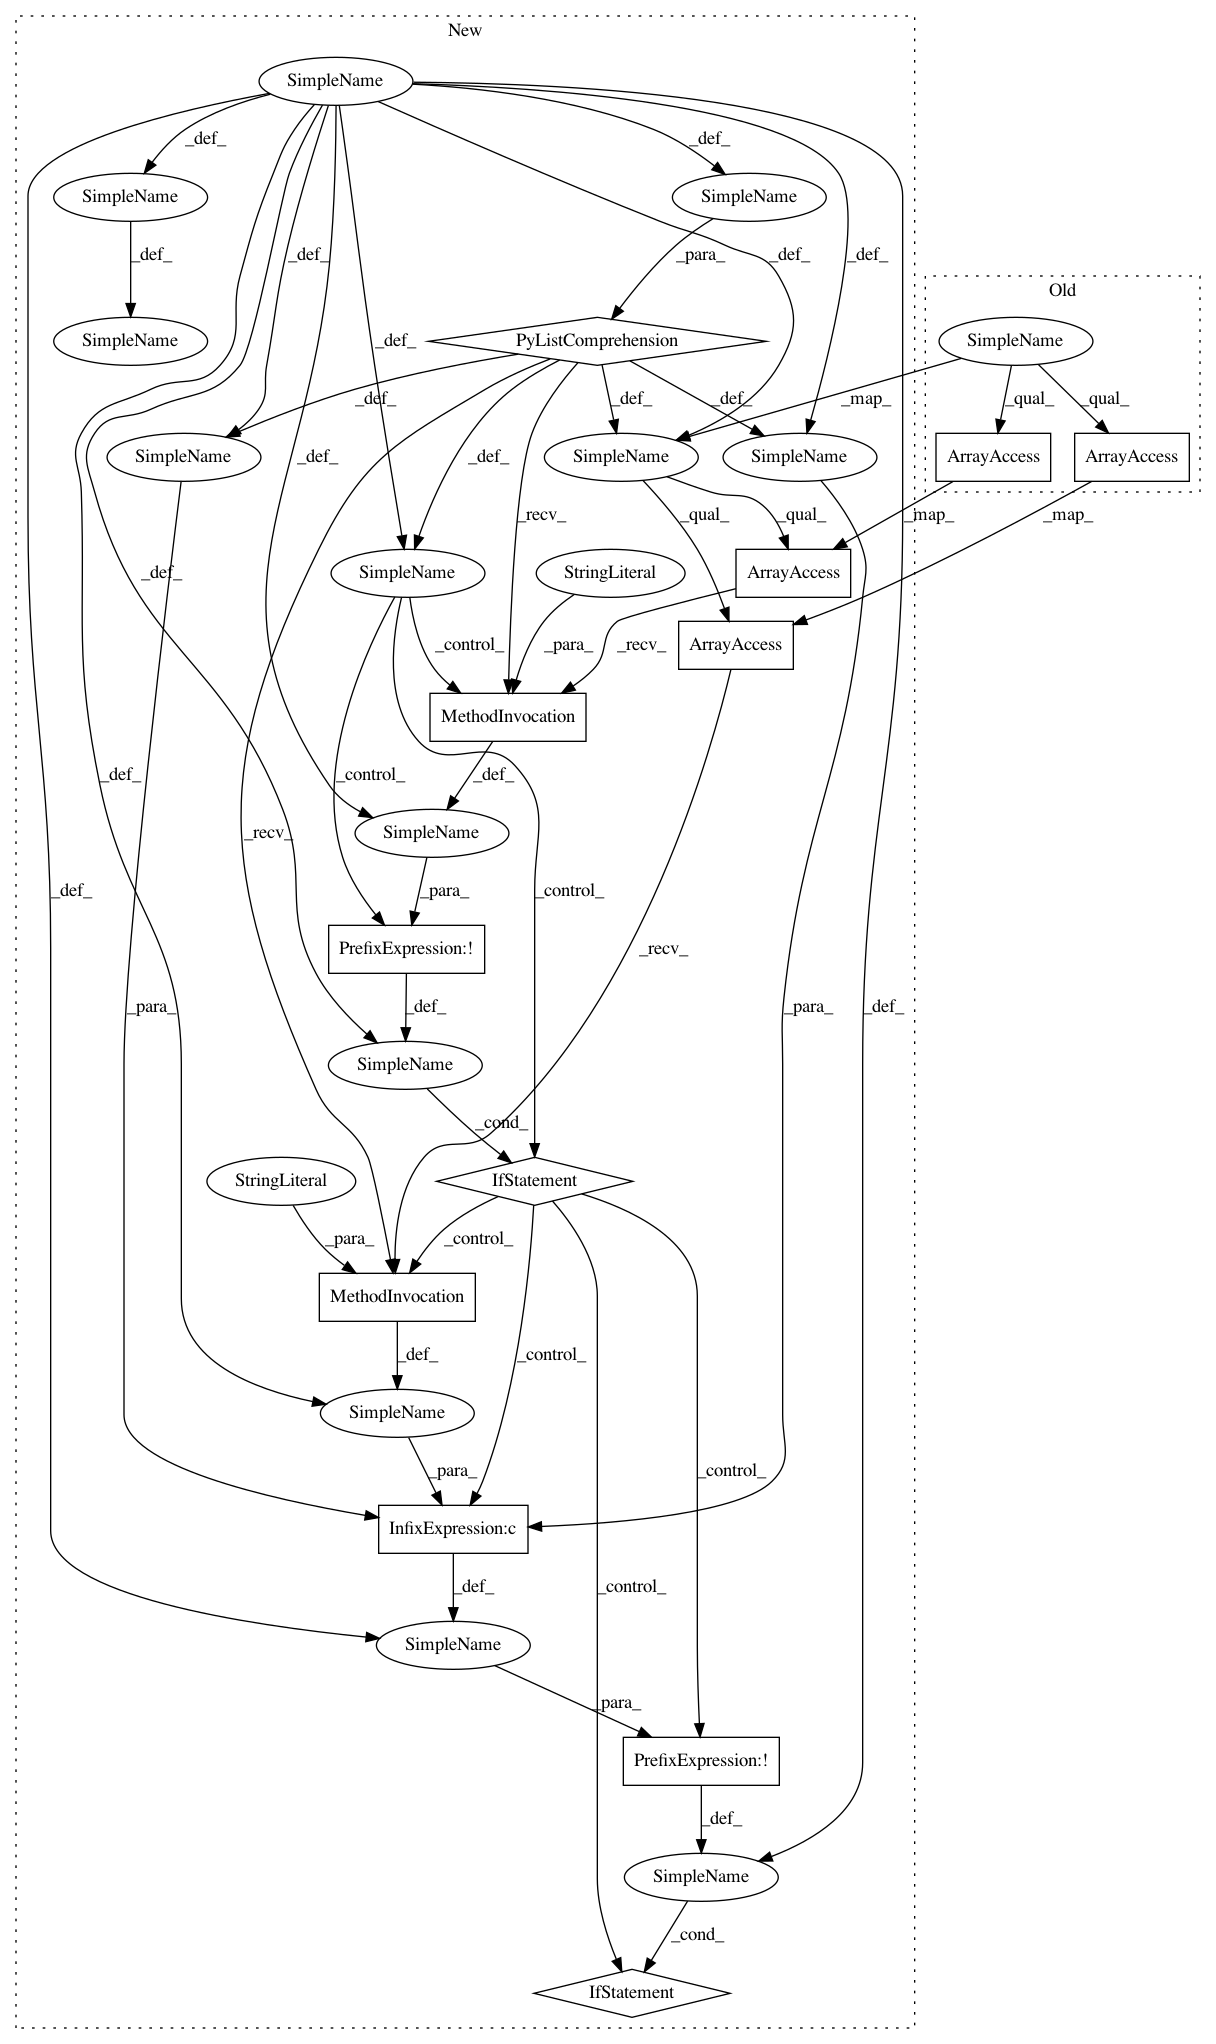 New
SimpleName
_def_
_def_
SimpleName
SimpleName
_def_
_def_
_para_
_def_
_def_
Old
SimpleName
PyListComprehension
SimpleName
_def_
_def_
_def_
_def_
_map_
_qual_
_qual_
SimpleName
_def_
_def_
SimpleName
SimpleName
ArrayAccess
ArrayAccess
_recv_
_qual_
_qual_
_map_
_map_
_def_
SimpleName
StringLiteral
ArrayAccess
_control_
_para_
_recv_
ArrayAccess
MethodInvocation
_def_
_control_
_def_
SimpleName
_recv_
_def_
_para_
_control_
PrefixExpression:!
_recv_
_para_
_def_
_para_
_def_
SimpleName
_cond_
StringLiteral
IfStatement
_para_
_control_
MethodInvocation
_def_
_control_
SimpleName
_para_
_control_
InfixExpression:c
_def_
_control_
SimpleName
_para_
PrefixExpression:!
_def_
SimpleName
_cond_
IfStatement